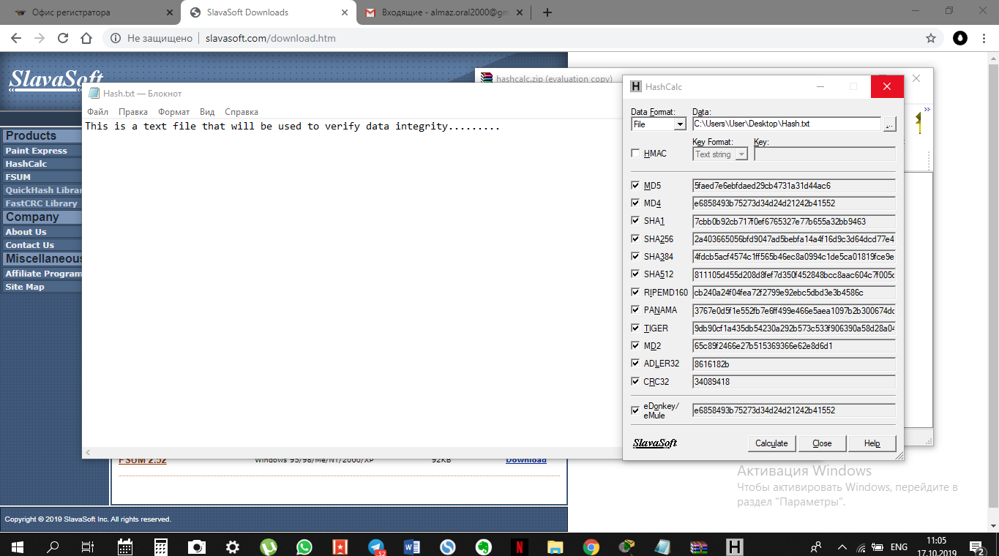 Офис регистратора
SlavaSoft Downloads
Входящие - almaz.oral2000@gm
Не защищено
slavasoft.com/download.htm
SlavaSoft
Products
Paint Express
HashCalc
FSUM
QuickHash Librar
FastCRC Library
Company
About Us
Contact Us
Miscellaneous
Affiliate Program
Site Map
hashcalc.zip (evaluation copy)
Hash.txt — Блокнот
Файл Правка Формат Вид Справка
This is a text file that will be used to verify data integrity.........
FSUM 2.52 Windows 95/98/Me/NT/2000/XP 92KB Download
Copyright © 2019 SlavaSoft Inc. All rights reserved.
HashCalc
Data Format: Data:
File C:\Users\User\Desktop\Hash.txt ...
Key Format: Key:
HMAC Text string
MD5 5faed7e6ebfdaed29cb4731a31d44ac6
MD4 e6858493b75273d34d24d21242b41552
SHA1 7cbb0b92cb717f0ef6765327e77b655a32bb9463
SHA256 2a403665056bfd9047ad5bebfa14a4f16d9c3d64dcd77e4
SHA384 4fdcb5acf4574c1ff565b46ec8a0994c1de5ca01819fce9e
SHA512 811105d455d208d8fef7d350f452848bcc8aac604c7f005c
RIPEMD160 cb240a24f04fea72f2799e92ebc5dbd3e3b4586c
PANAMA 3767e0d5f1e552fb7e6ff499e466e5aea1097b2b300674dc
TIGER 9db90cf1a435db54230a292b573c533f906390a58d28a04
MD2 65c89f2466e27b515369366e62e8d6d1
ADLER32 8616182b
CRC32 34089418
eDonkey/
eMule e6858493b75273d34d24d21242b41552
SlavaSoft Calculate Close Help
Активация Windows
Чтобы активировать Windows, перейдите в
раздел "Параметры".
52
ENG
11:05
17.10.2019
2